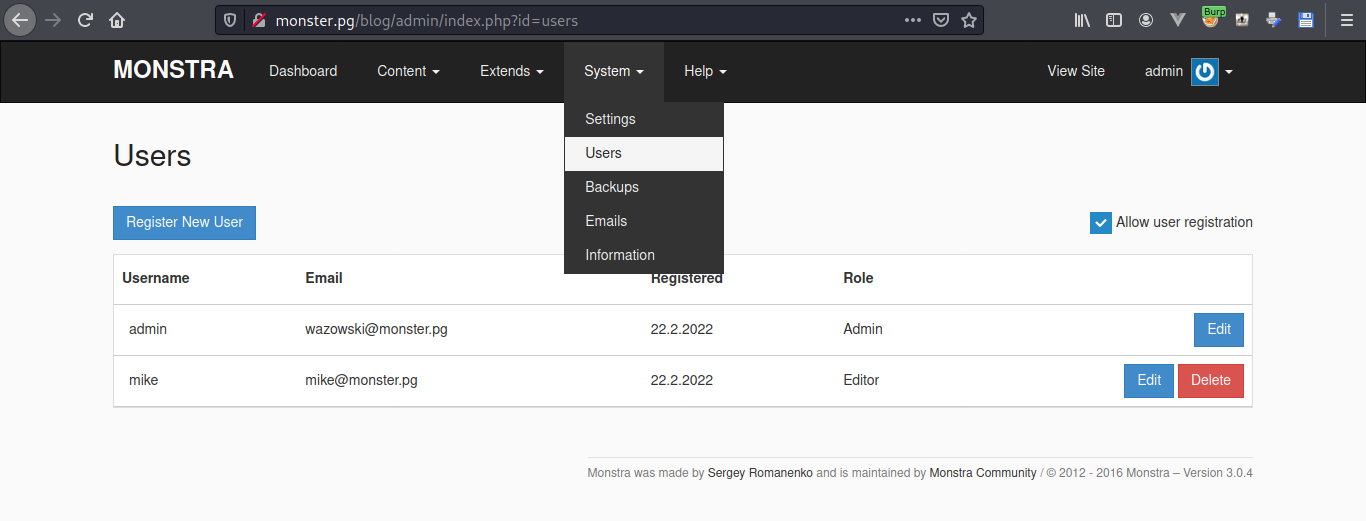 monster.pg/blog/admin/index.php?id=users
Burp
MONSTRA Dashboard Content Extends System Help View Site admin
Settings
Users
Backups
Emails
Information
Users
Register New User Allow user registration
Username Email Registered Role
admin wazowski@monster.pg 22.2.2022 Admin Edit
mike mike@monster.pg 22.2.2022 Editor Edit Delete
Monstra was made by Sergey Romanenko and is maintained by Monstra Community / © 2012 - 2016 Monstra – Version 3.0.4